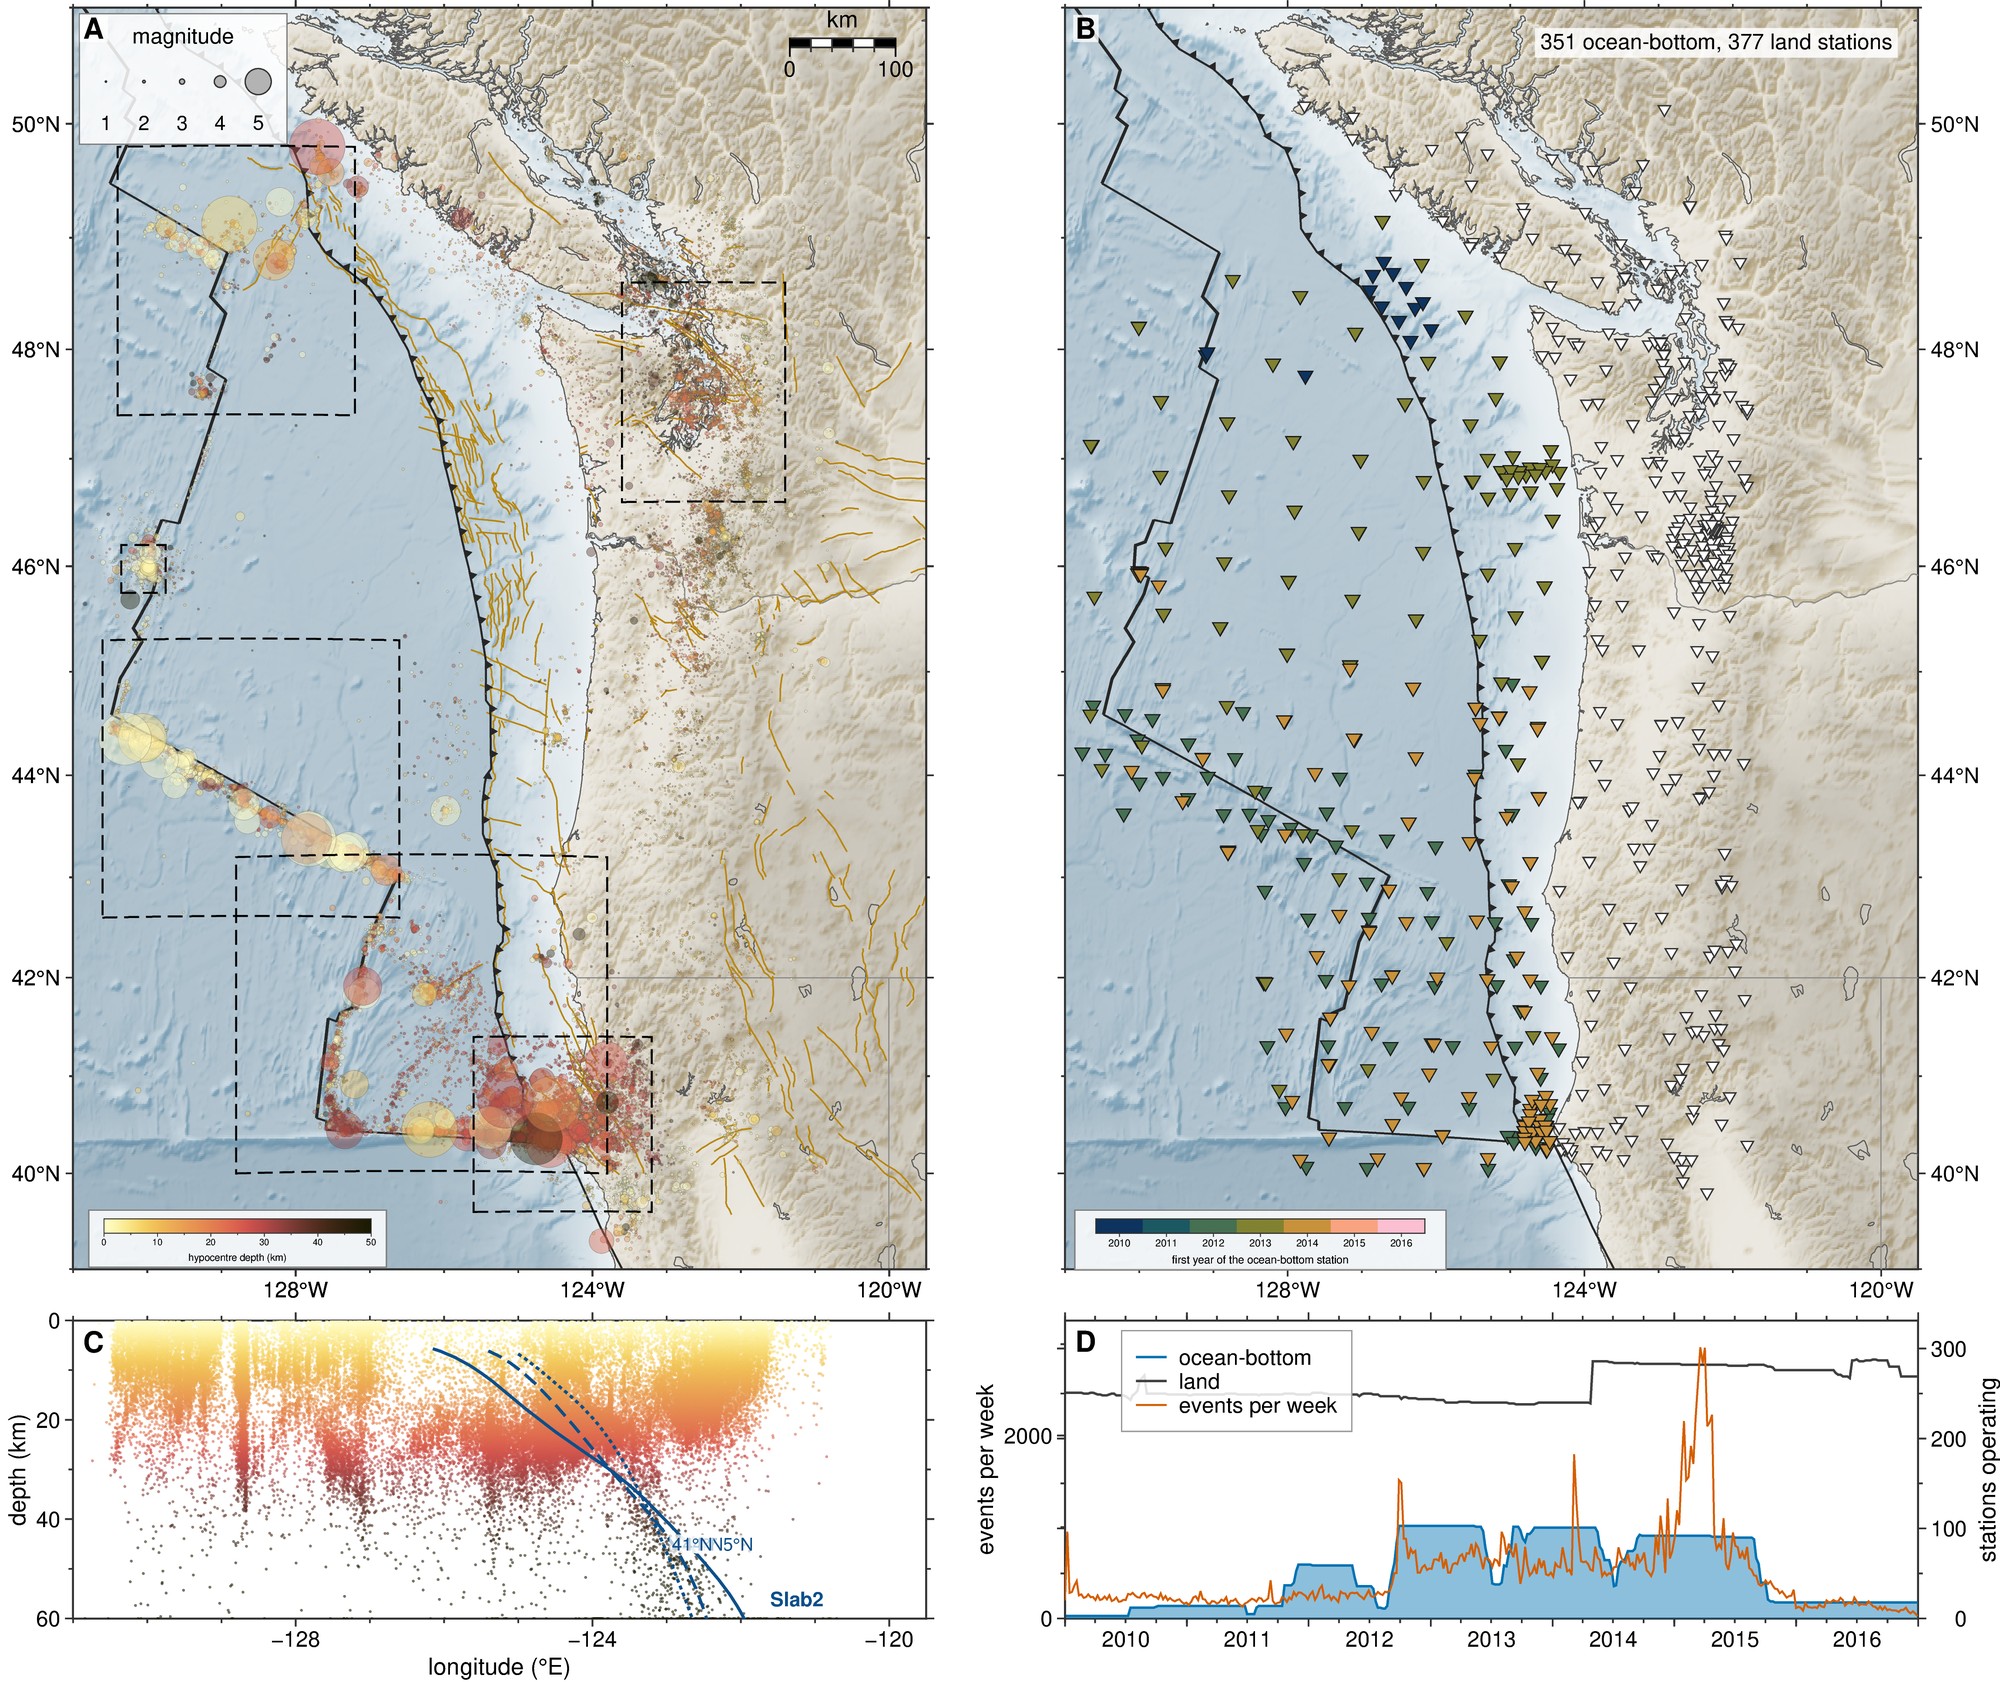 A
magnitude
1 2 3 4 5
km
0 100
50°N
48°N
46°N
44°N
42°N
40°N
0 10 20 30 40 50
hypocentre depth (km)
128°W 124°W 120°W
B
351 ocean-bottom, 377 land stations
50°N
48°N
46°N
44°N
42°N
40°N
2010 2011 2012 2013 2014 2015 2016
first year of the ocean-bottom station
128°W 124°W 120°W
C
0
20
40
60
depth (km)
Slab2
−128 −124 −120
longitude (°E)
D
ocean-bottom
land
events per week
2000
0
events per week
300
200
100
0
stations operating
2010 2011 2012 2013 2014 2015 2016